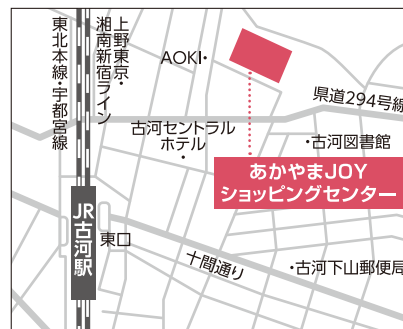 東北本線・宇都宮線
上野東京・
湘南新宿ライン
AOKI・
県道294号線
古河セントラル
ホテル
・古河図書館
あかやまJOY
ショッピングセンター
JR古河駅
東口
十間通り
・古河下山郵便局